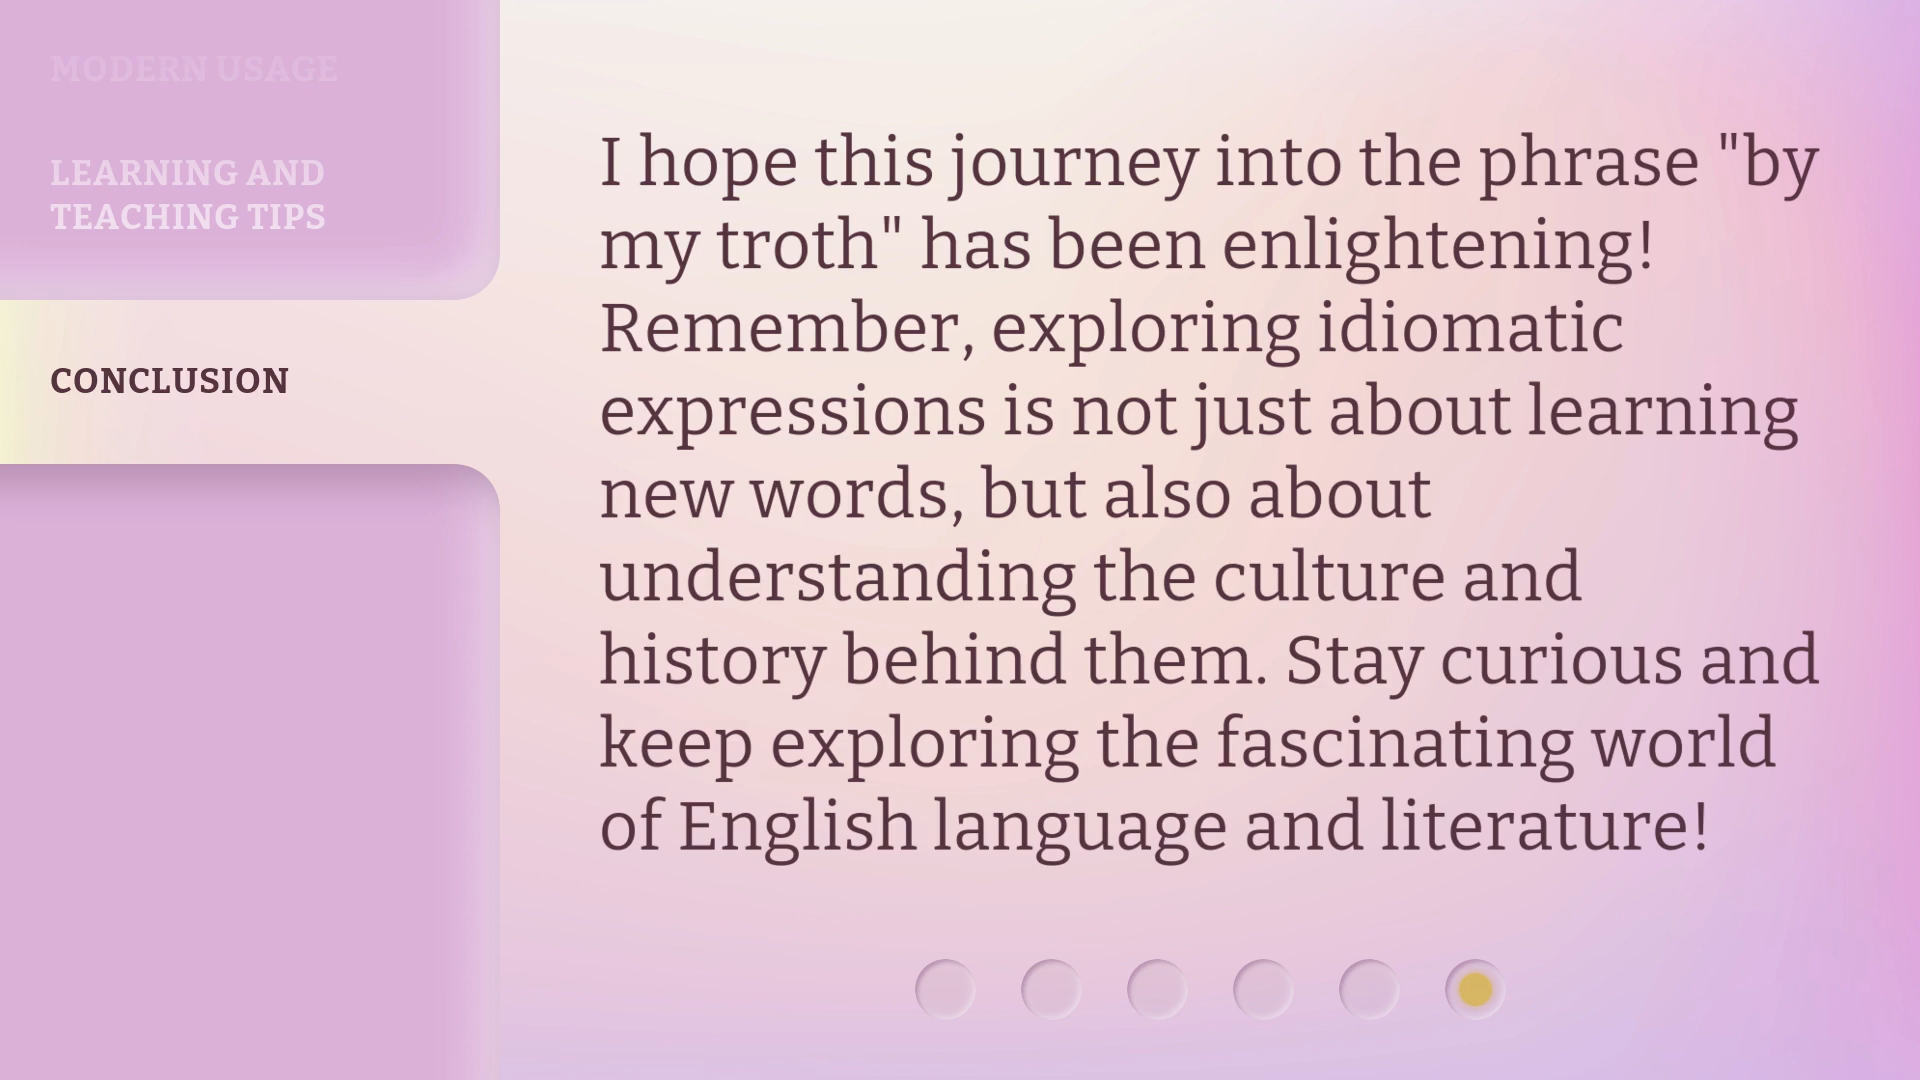 MODERN USAGE
LEARNING AND
TEACHING TIPS
CONCLUSION
I hope this journey into the phrase "by
my troth" has been enlightening!
Remember, exploring idiomatic
expressions is not just about learning
new words, but also about
understanding the culture and
history behind them. Stay curious and
keep exploring the fascinating world
of English language and literature!